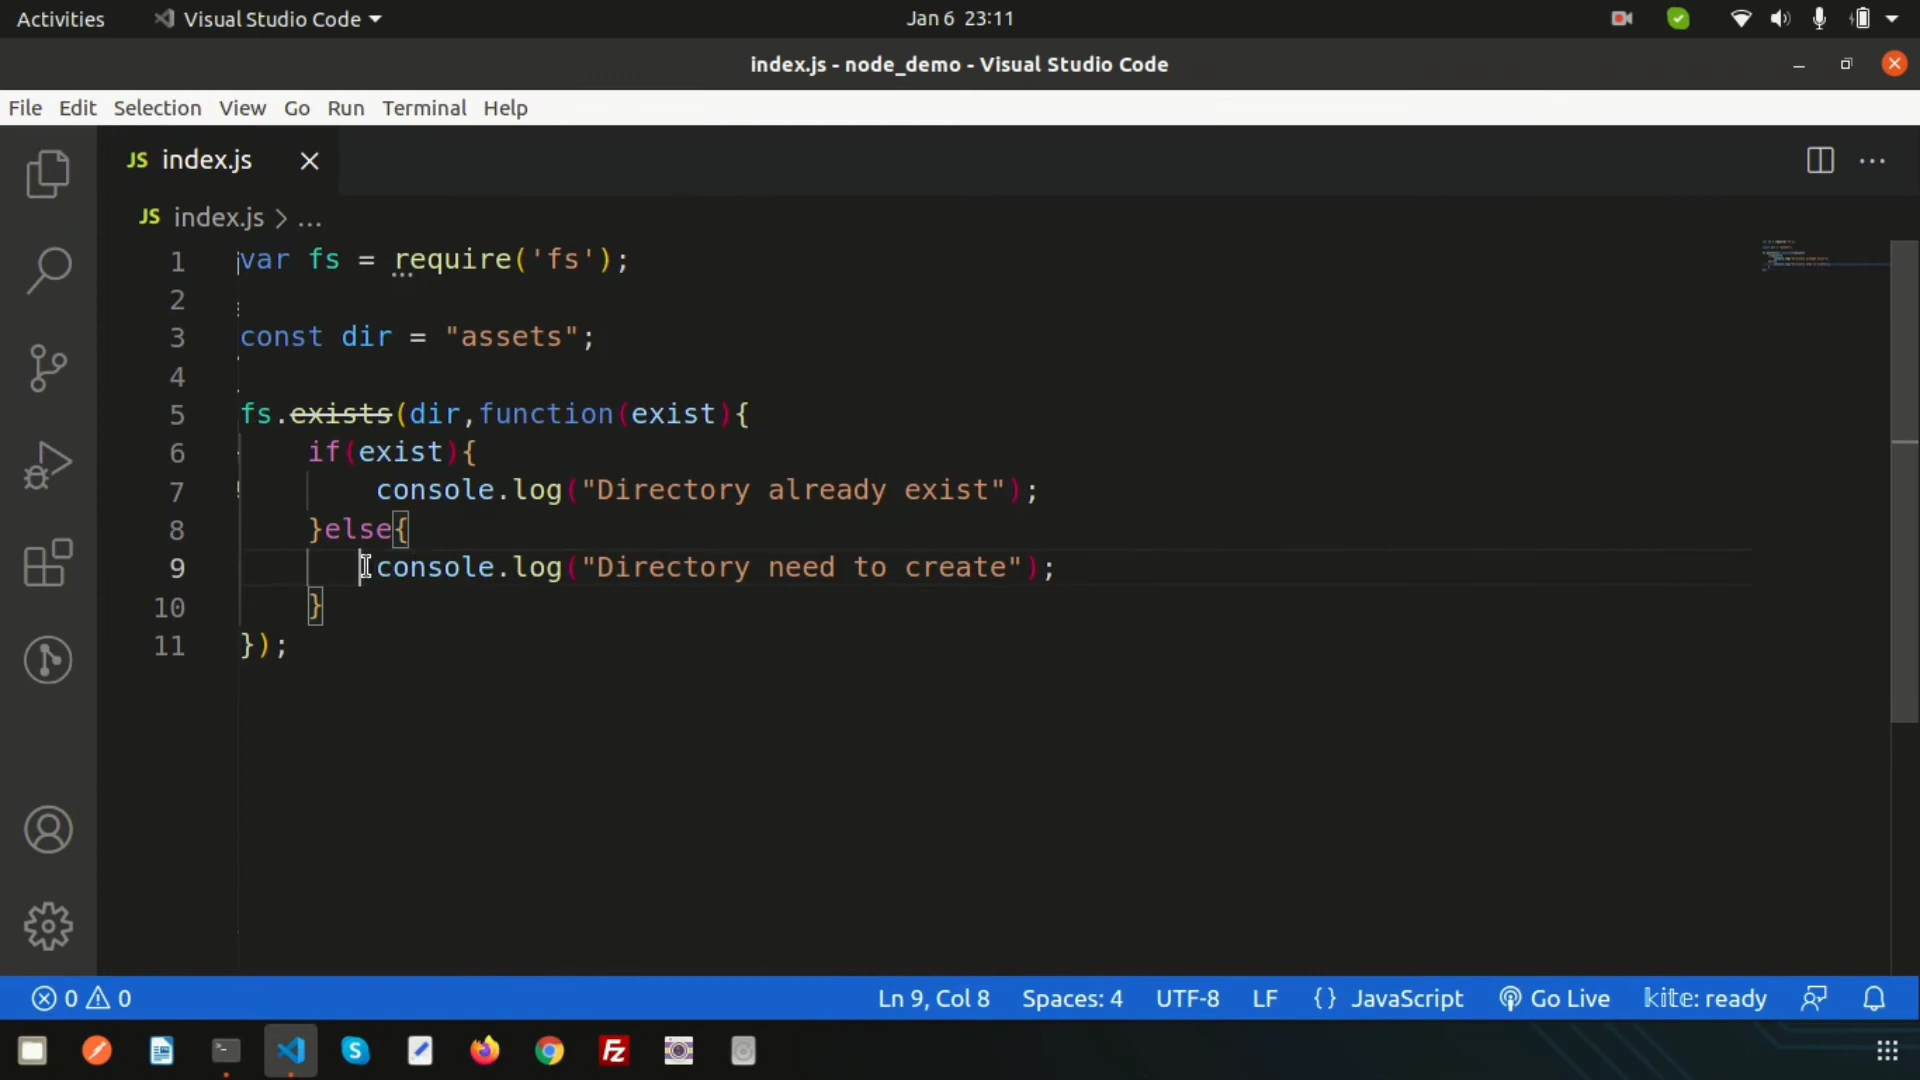 Activities
Visual Studio Code
Jan 6 23:11
index.js - node_demo - Visual Studio Code
File Edit Selection View Go Run Terminal Help
JS index.js
JS index.js > ...
1 var fs = require('fs');
2
3 const dir = "assets";
4
5 fs.exists(dir,function(exist){
6 if(exist){
7 console.log("Directory already exist");
8 }else{
9 console.log("Directory need to create");
10 }
11 });
0 0
Ln 9, Col 8 Spaces: 4 UTF-8 LF {} JavaScript Go Live kite: ready